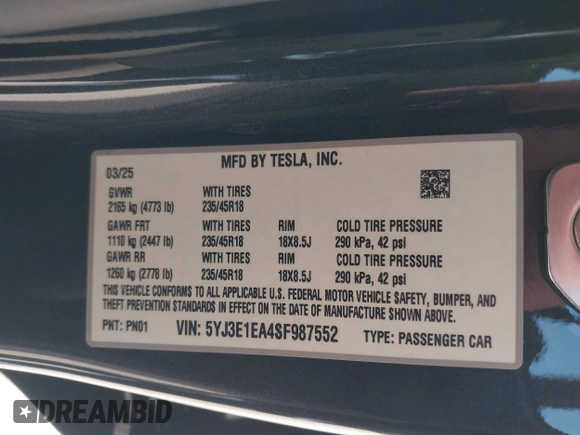 MFD BY TESLA, INC.
03/25
GVWR WITH TIRES
2165 kg (4773 lb) 235/45R18
GAWR FRT WITH TIRES RIM COLD TIRE PRESSURE
1110 kg (2447 lb) 235/45R18 18X8.5J 290 kPa, 42 psi
GAWR RR WITH TIRES RIM COLD TIRE PRESSURE
1260 kg (2778 lb) 235/45R18 18X8.5J 290 kPa, 42 psi
THIS VEHICLE CONFORMS TO ALL APPLICABLE U.S. FEDERAL MOTOR VEHICLE SAFETY, BUMPER, AND
THEFT PREVENTION STANDARDS IN EFFECT ON THE DATE OF MANUFACTURE SHOWN ABOVE.
PNT: PN01 VIN: 5YJ3E1EA4SF987552 TYPE: PASSENGER CAR
DREAMBID